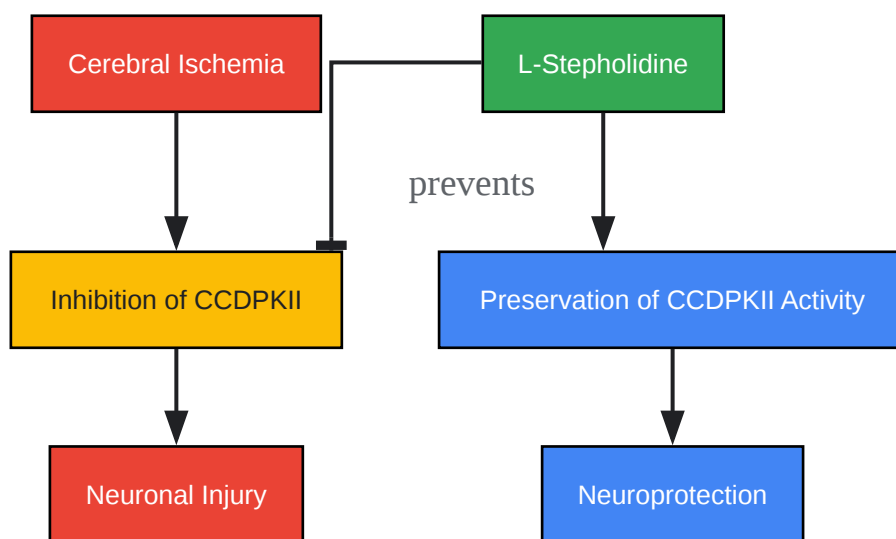 Cerebral Ischemia
L-Stepholidine
prevents
Inhibition of CCDPKII
Preservation of CCDPKII Activity
Neuronal Injury
Neuroprotection